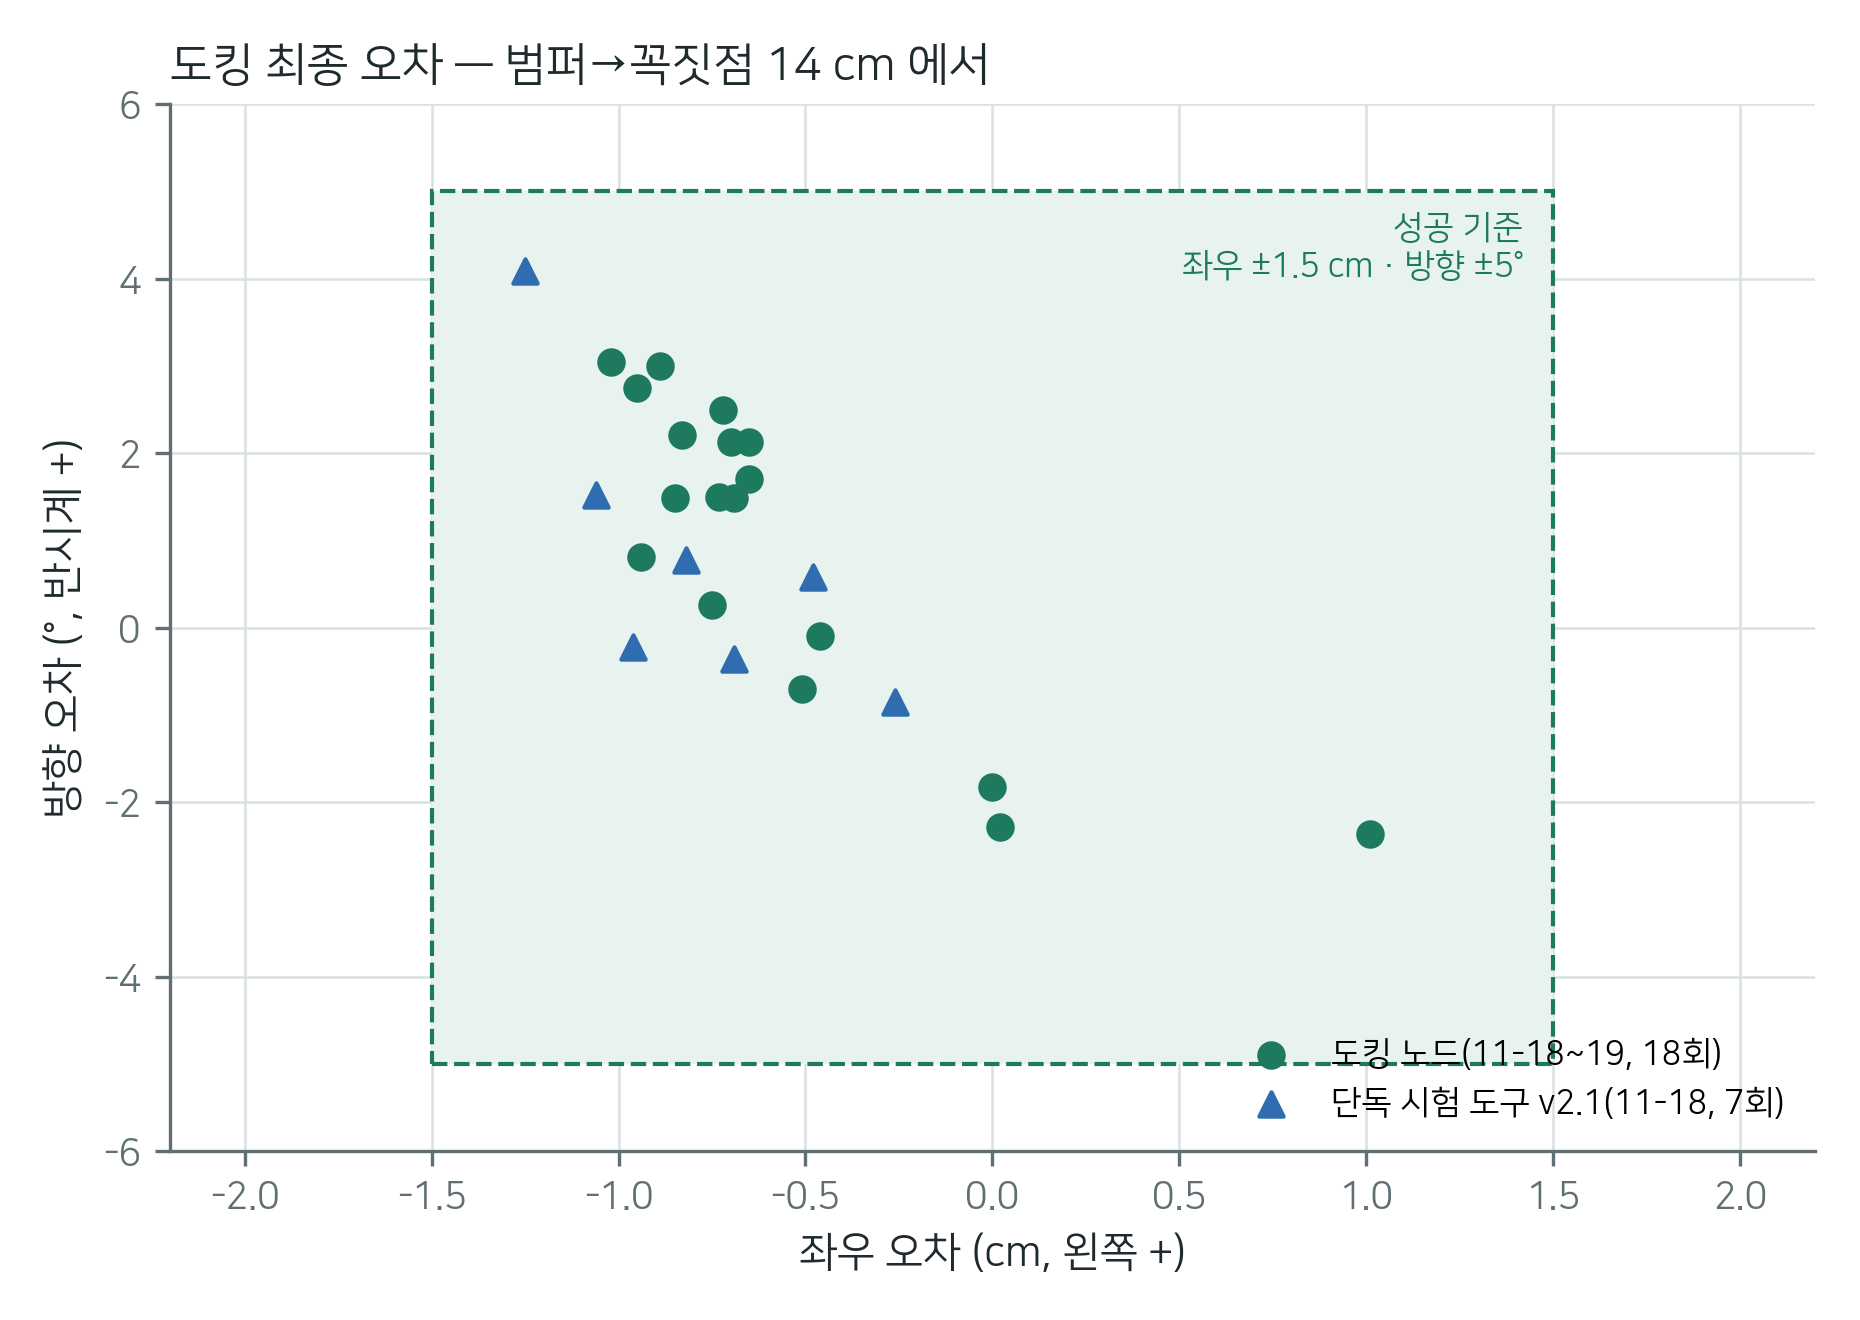 도킹 최종 오차 — 범퍼→꼭짓점 14 cm 에서
6
4
2
0
-2
-4
-6
방향 오차 (°, 반시계 +)
성공 기준
좌우 ±1.5 cm · 방향 ±5°
도킹 노드(11-18~19, 18회)
단독 시험 도구 v2.1(11-18, 7회)
-2.0 -1.5 -1.0 -0.5 0.0 0.5 1.0 1.5 2.0
좌우 오차 (cm, 왼쪽 +)